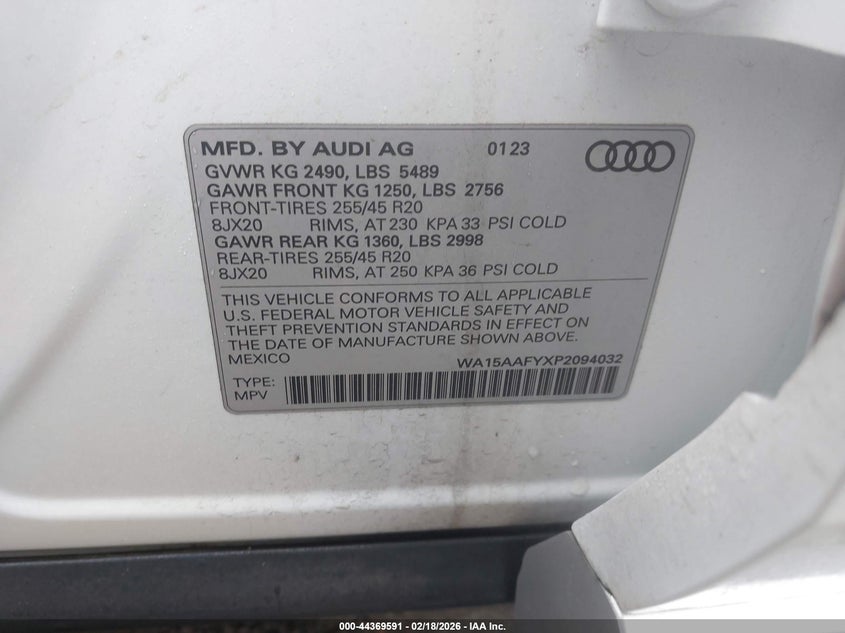 MFD. BY AUDI AG 01 23
GVWR KG 2490, LBS 5489
GAWR FRONT KG 1250, LBS 2756
FRONT-TIRES 255/45 R20
8JX20 RIMS, AT 230 KPA 33 PSI COLD
GAWR REAR KG 1360, LBS 2998
REAR-TIRES 255/45 R20
8JX20 RIMS, AT 250 KPA 36 PSI COLD
THIS VEHICLE CONFORMS TO ALL APPLICABLE
U.S. FEDERAL MOTOR VEHICLE SAFETY AND
THEFT PREVENTION STANDARDS IN EFFECT ON
THE DATE OF MANUFACTURE SHOWN ABOVE.
MEXICO WA15AAFYXP2094032
TYPE:
MPV
000-44369591 - 02/18/2026 - IAA Inc.